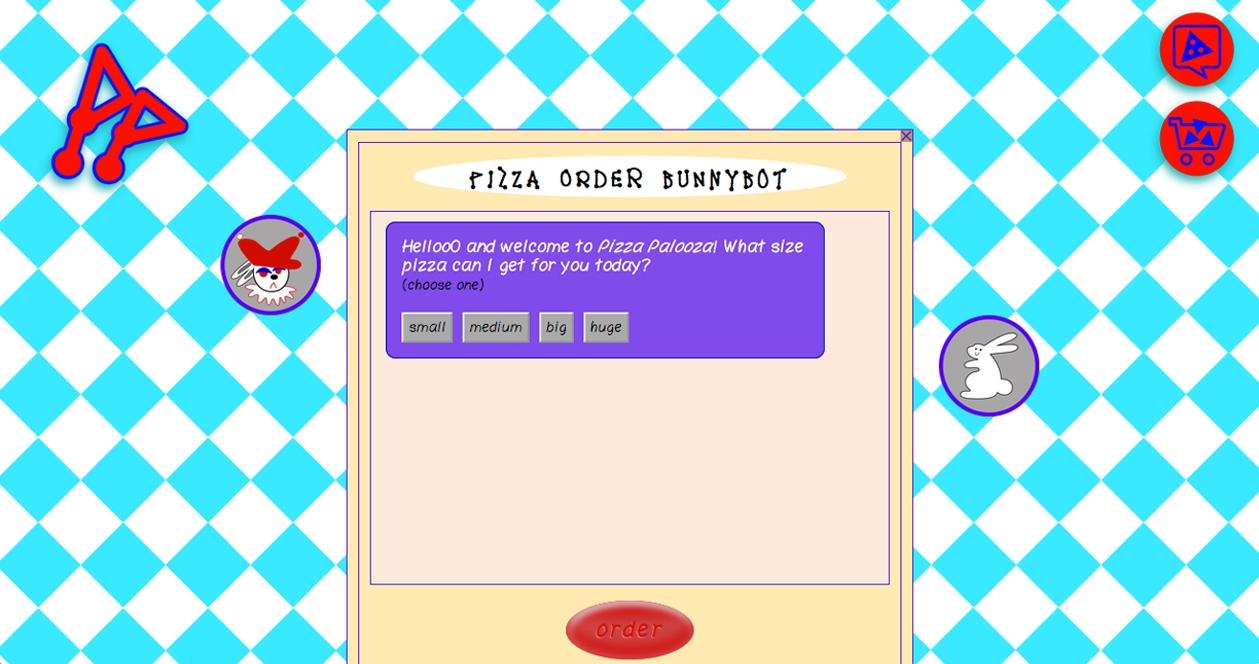 PIZZA ORDER BUNNYBOT
HellooO and welcome to Pizza Palooza! What size
pizza can I get for you today?
(choose one)
small medium big huge
order